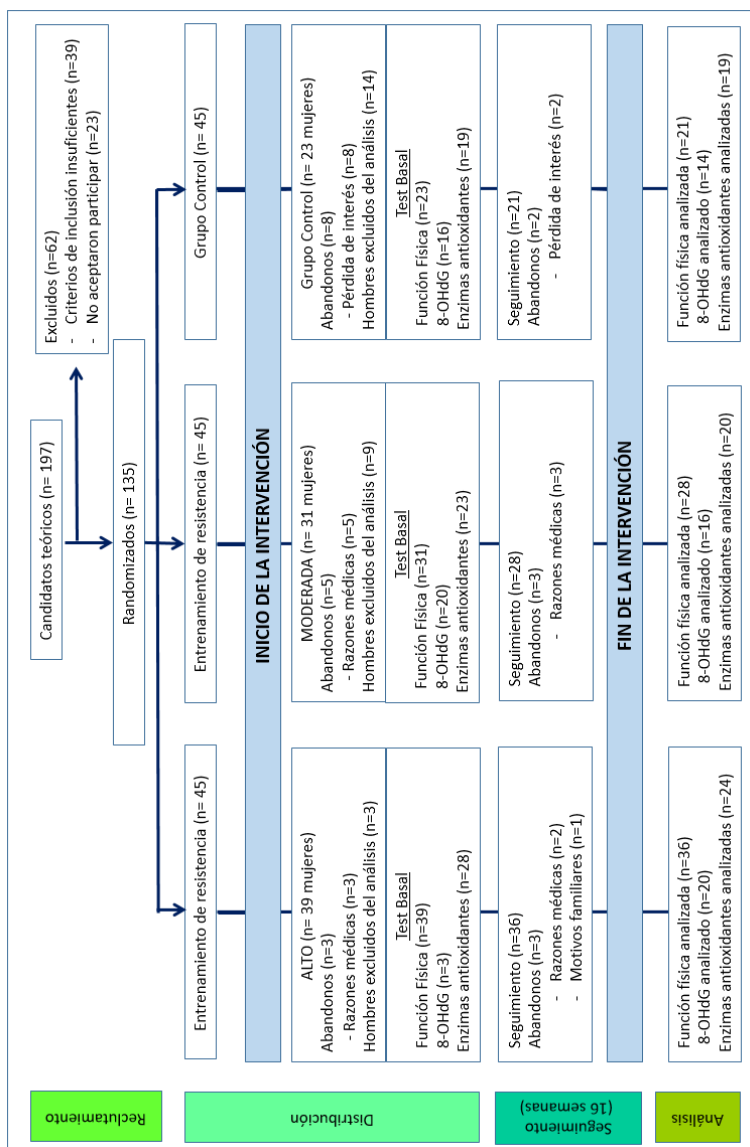 Reclutamiento
Candidatos teóricos (n= 197)
Excluidos (n=62)
- Criterios de inclusión insuficientes (n=39)
- No aceptaron participar (n=23)
Randomizados (n= 135)
Distribución
Entrenamiento de resistencia (n= 45)
Entrenamiento de resistencia (n= 45)
Grupo Control (n= 45)
INICIO DE LA INTERVENCIÓN
ALTO (n= 39 mujeres)
Abandonos (n=3)
- Razones médicas (n=3)
Hombres excluidos del análisis (n=3)
MODERADA (n= 31 mujeres)
Abandonos (n=5)
- Razones médicas (n=5)
Hombres excluidos del análisis (n=9)
Grupo Control (n= 23 mujeres)
Abandonos (n=8)
- Pérdida de interés (n=8)
Hombres excluidos del análisis (n=14)
Test Basal
Función Física (n=39)
8-OHdG (n=3)
Enzimas antioxidantes (n=28)
Test Basal
Función Física (n=31)
8-OHdG (n=20)
Enzimas antioxidantes (n=23)
Test Basal
Función Física (n=23)
8-OHdG (n=16)
Enzimas antioxidantes (n=19)
Seguimiento
(16 semanas)
Seguimiento (n=36)
Abandonos (n=3)
- Razones médicas (n=2)
- Motivos familiares (n=1)
Seguimiento (n=28)
Abandonos (n=3)
- Razones médicas (n=3)
Seguimiento (n=21)
Abandonos (n=2)
- Pérdida de interés (n=2)
FIN DE LA INTERVENCIÓN
Análisis
Función física analizada (n=36)
8-OHdG analizado (n=20)
Enzimas antioxidantes analizadas (n=24)
Función física analizada (n=28)
8-OHdG analizado (n=16)
Enzimas antioxidantes analizadas (n=20)
Función física analizada (n=21)
8-OHdG analizado (n=14)
Enzimas antioxidantes analizadas (n=19)